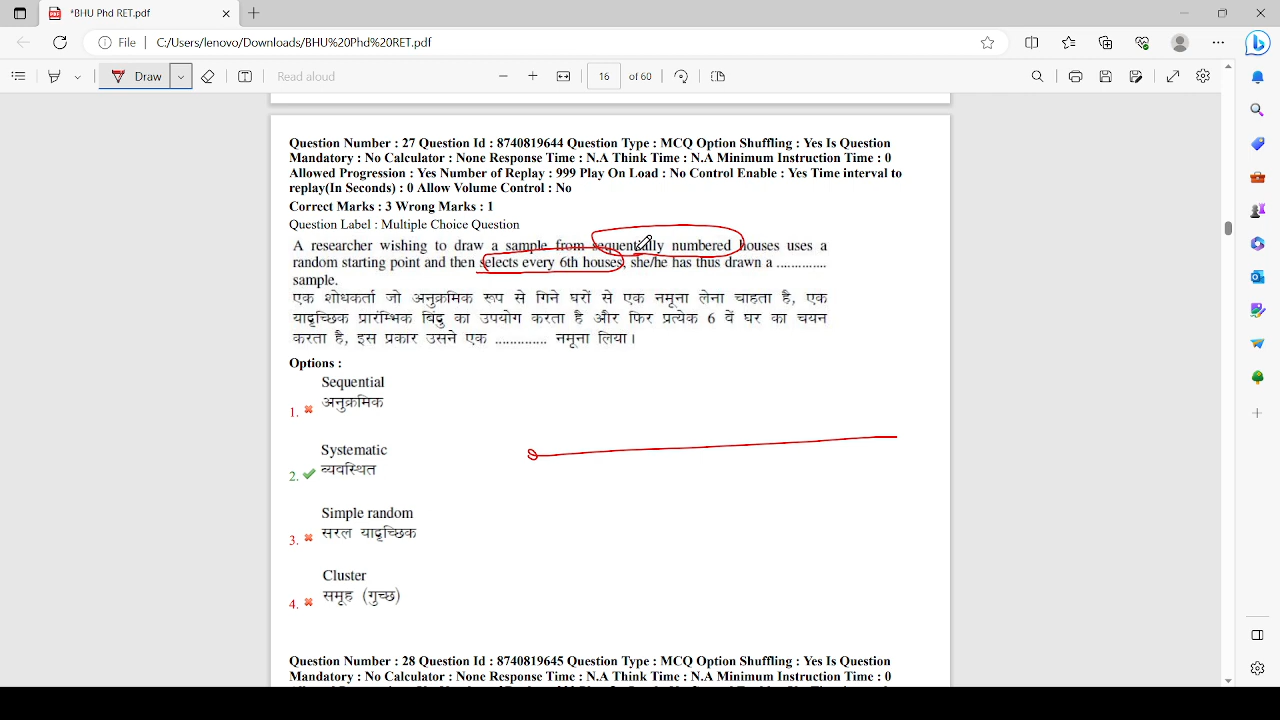 *BHU Phd RET.pdf
File
C:/Users/lenovo/Downloads/BHU%20Phd%20RET.pdf
Draw
Read aloud
16
of 60
Question Number : 27 Question Id : 8740819644 Question Type : MCQ Option Shuffling : Yes Is Question
Mandatory : No Calculator : None Response Time : N.A Think Time : N.A Minimum Instruction Time : 0
Allowed Progression : Yes Number of Replay : 999 Play On Load : No Control Enable : Yes Time interval to
replay(In Seconds) : 0 Allow Volume Control : No
Correct Marks : 3 Wrong Marks : 1
Question Label : Multiple Choice Question
A researcher wishing to draw a sample from sequentially numbered houses uses a
random starting point and then selects every 6th houses, she/he has thus drawn a .............
sample.
एक शोधकर्ता जो अनुक्रमिक रूप से गिने घरों से एक नमूना लेना चाहता है, एक
यादृच्छिक प्रारंम्भिक बिंदु का उपयोग करता है और फिर प्रत्येक 6 वें घर का चयन
करता है, इस प्रकार उसने एक .............. नमूना लिया।
Options :
Sequential
अनुक्रमिक
1.
Systematic
व्यवस्थित
2.
Simple random
सरल यादृच्छिक
3.
Cluster
समूह (गुच्छ)
4.
Question Number : 28 Question Id : 8740819645 Question Type : MCQ Option Shuffling : Yes Is Question
Mandatory : No Calculator : None Response Time : N.A Think Time : N.A Minimum Instruction Time : 0